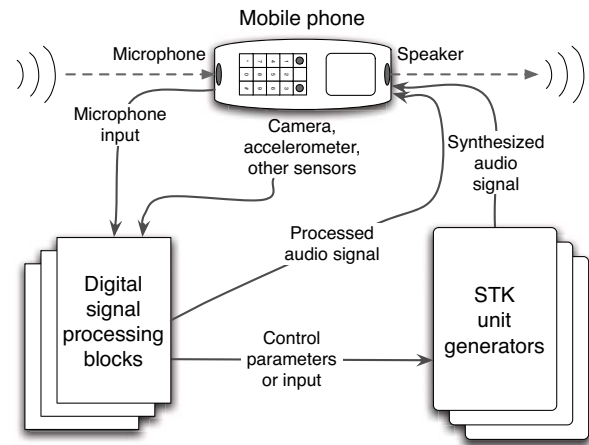 Mobile phone
Microphone
Speaker
Microphone
input
Camera,
accelerometer,
other sensors
Synthesized
audio
signal
Processed
audio signal
Digital
signal
processing
blocks
STK
unit
generators
Control
parameters
or input